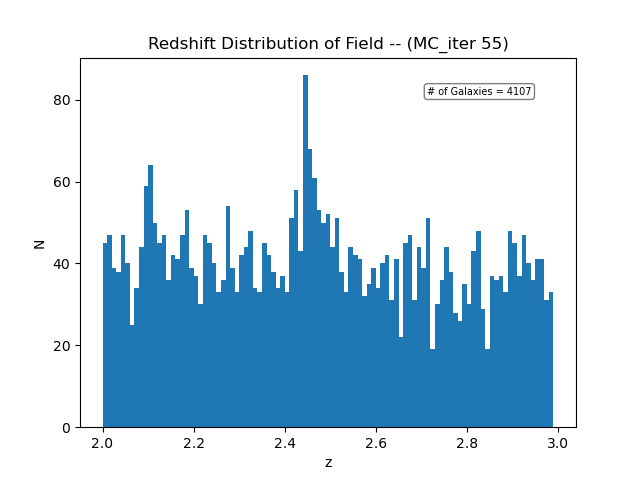 Redshift Distribution of Field -- (MC_iter 55)
# of Galaxies = 4107
80
60
40
20
0
N
2.0 2.2 2.4 2.6 2.8 3.0
z